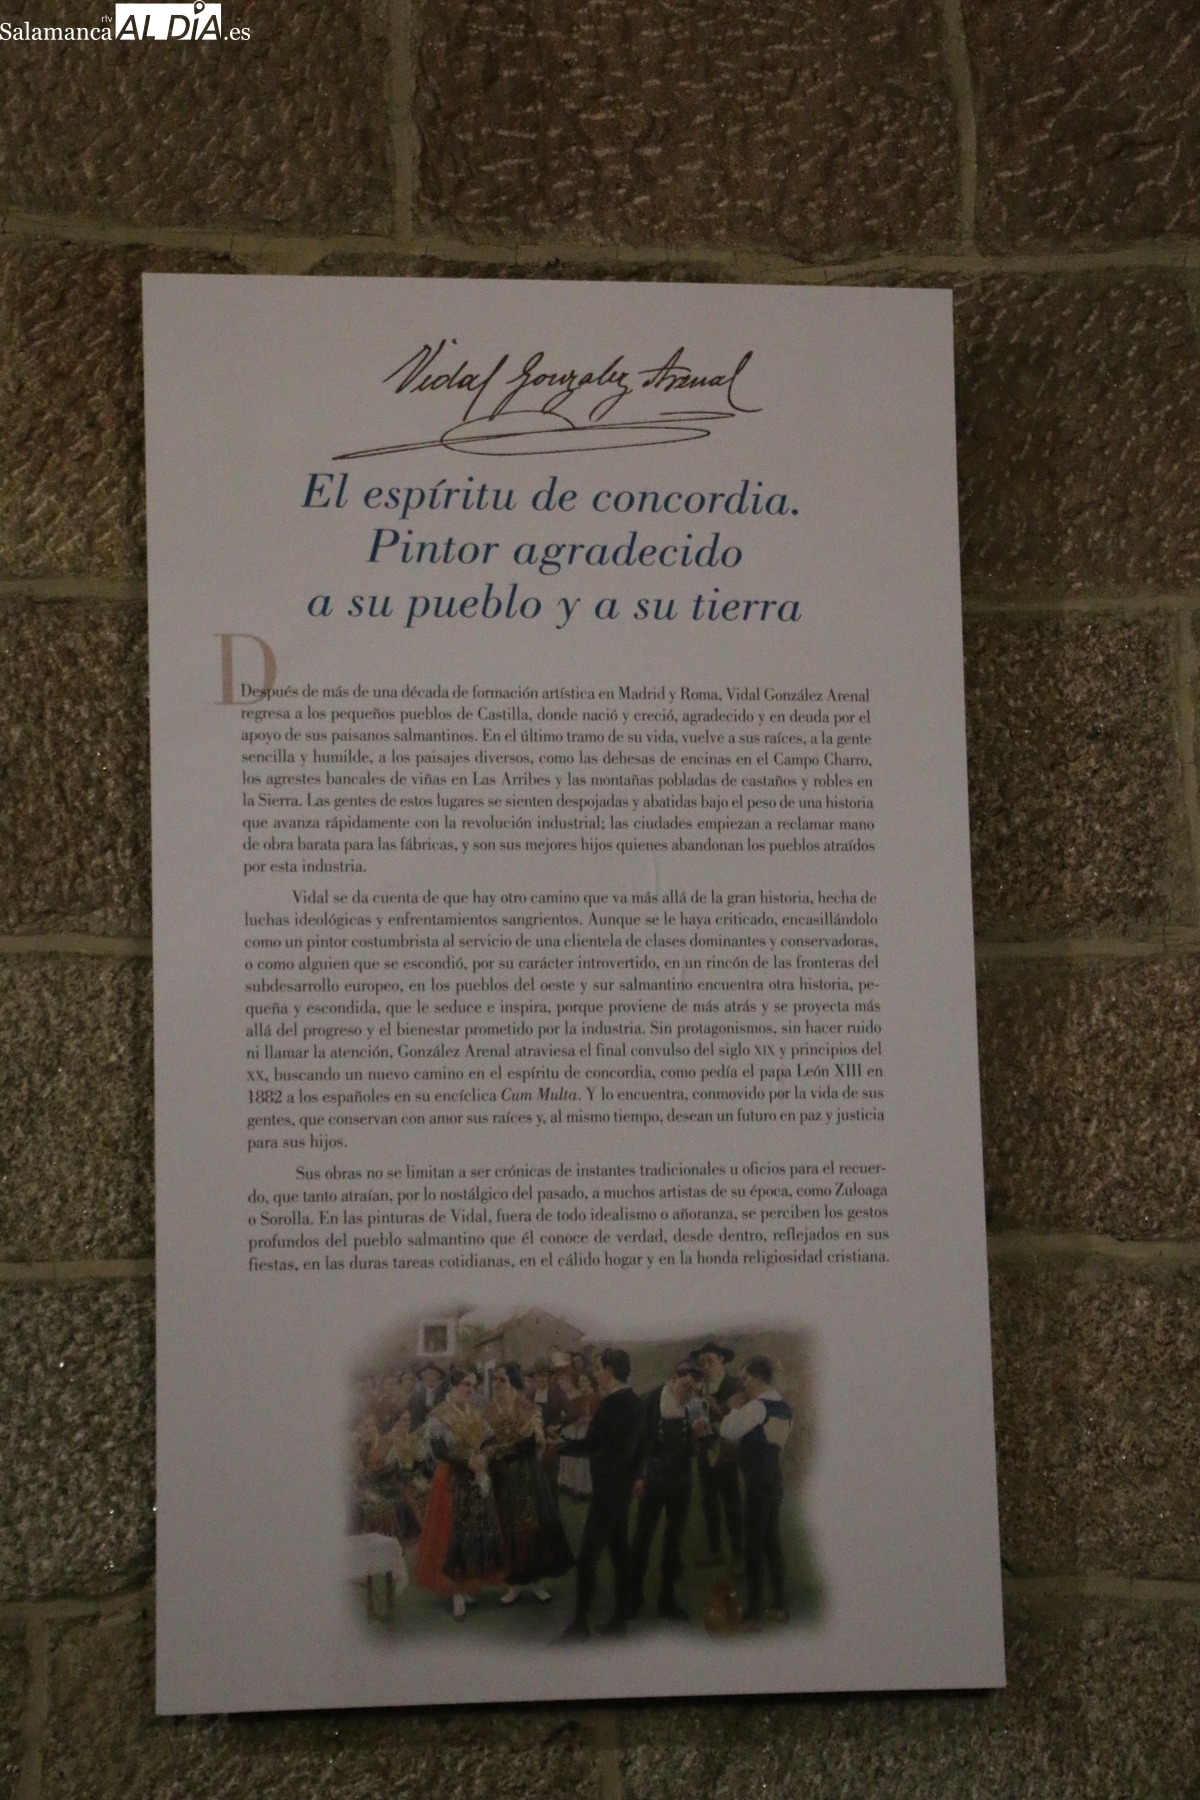 Salamanca rtv AL DÍA.es
Vidal González Arenal
El espíritu de concordia.
Pintor agradecido
a su pueblo y a su tierra
Después de más de una década de formación artística en Madrid y Roma, Vidal González Arenal
regresa a los pequeños pueblos de Castilla, donde nació y creció, agradecido y en deuda por el
apoyo de sus paisanos salmantinos. En el último tramo de su vida, vuelve a sus raíces, a la gente
sencilla y humilde, a los paisajes diversos, como las dehesas de encinas en el Campo Charro,
los agrestes bancales de viñas en Las Arribes y las montañas pobladas de castaños y robles en
la Sierra. Las gentes de estos lugares se sienten despojadas y abatidas bajo el peso de una historia
que avanza rápidamente con la revolución industrial; las ciudades empiezan a reclamar mano
de obra barata para las fábricas, y son sus mejores hijos quienes abandonan los pueblos atraídos
por esta industria.
Vidal se da cuenta de que hay otro camino que va más allá de la gran historia, hecha de
luchas ideológicas y enfrentamientos sangrientos. Aunque se le haya criticado, encasillándolo
como un pintor costumbrista al servicio de una clientela de clases dominantes y conservadoras,
o como alguien que se escondió, por su carácter introvertido, en un rincón de las fronteras del
subdesarrollo europeo, en los pueblos del oeste y sur salmantino encuentra otra historia, pe-
queña y escondida, que le seduce e inspira, porque proviene de más atrás y se proyecta más
allá del progreso y el bienestar prometido por la industria. Sin protagonismos, sin hacer ruido
ni llamar la atención, González Arenal atraviesa el final convulso del siglo XIX y principios del
XX, buscando un nuevo camino en el espíritu de concordia, como pedía el papa León XIII en
1882 a los españoles en su encíclica Cum Multa. Y lo encuentra, conmovido por la vida de sus
gentes, que conservan con amor sus raíces y, al mismo tiempo, desean un futuro en paz y justicia
para sus hijos.
Sus obras no se limitan a ser crónicas de instantes tradicionales u oficios para el recuer-
do, que tanto atraían, por lo nostálgico del pasado, a muchos artistas de su época, como Zuloaga
o Sorolla. En las pinturas de Vidal, fuera de todo idealismo o añoranza, se perciben los gestos
profundos del pueblo salmantino que él conoce de verdad, desde dentro, reflejados en sus
fiestas, en las duras tareas cotidianas, en el cálido hogar y en la honda religiosidad cristiana.